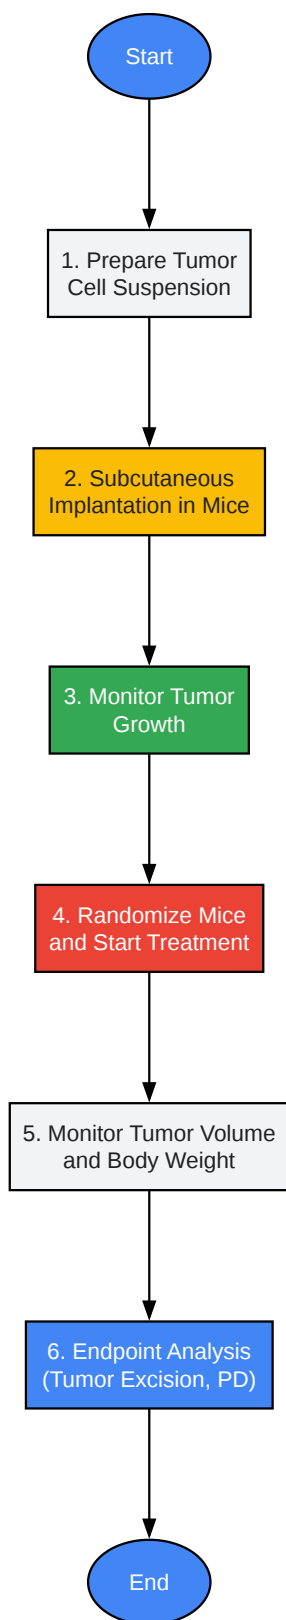 Start
1. Prepare Tumor
Cell Suspension
2. Subcutaneous
Implantation in Mice
3. Monitor Tumor
Growth
4. Randomize Mice
and Start Treatment
5. Monitor Tumor Volume
and Body Weight
6. Endpoint Analysis
(Tumor Excision, PD)
End